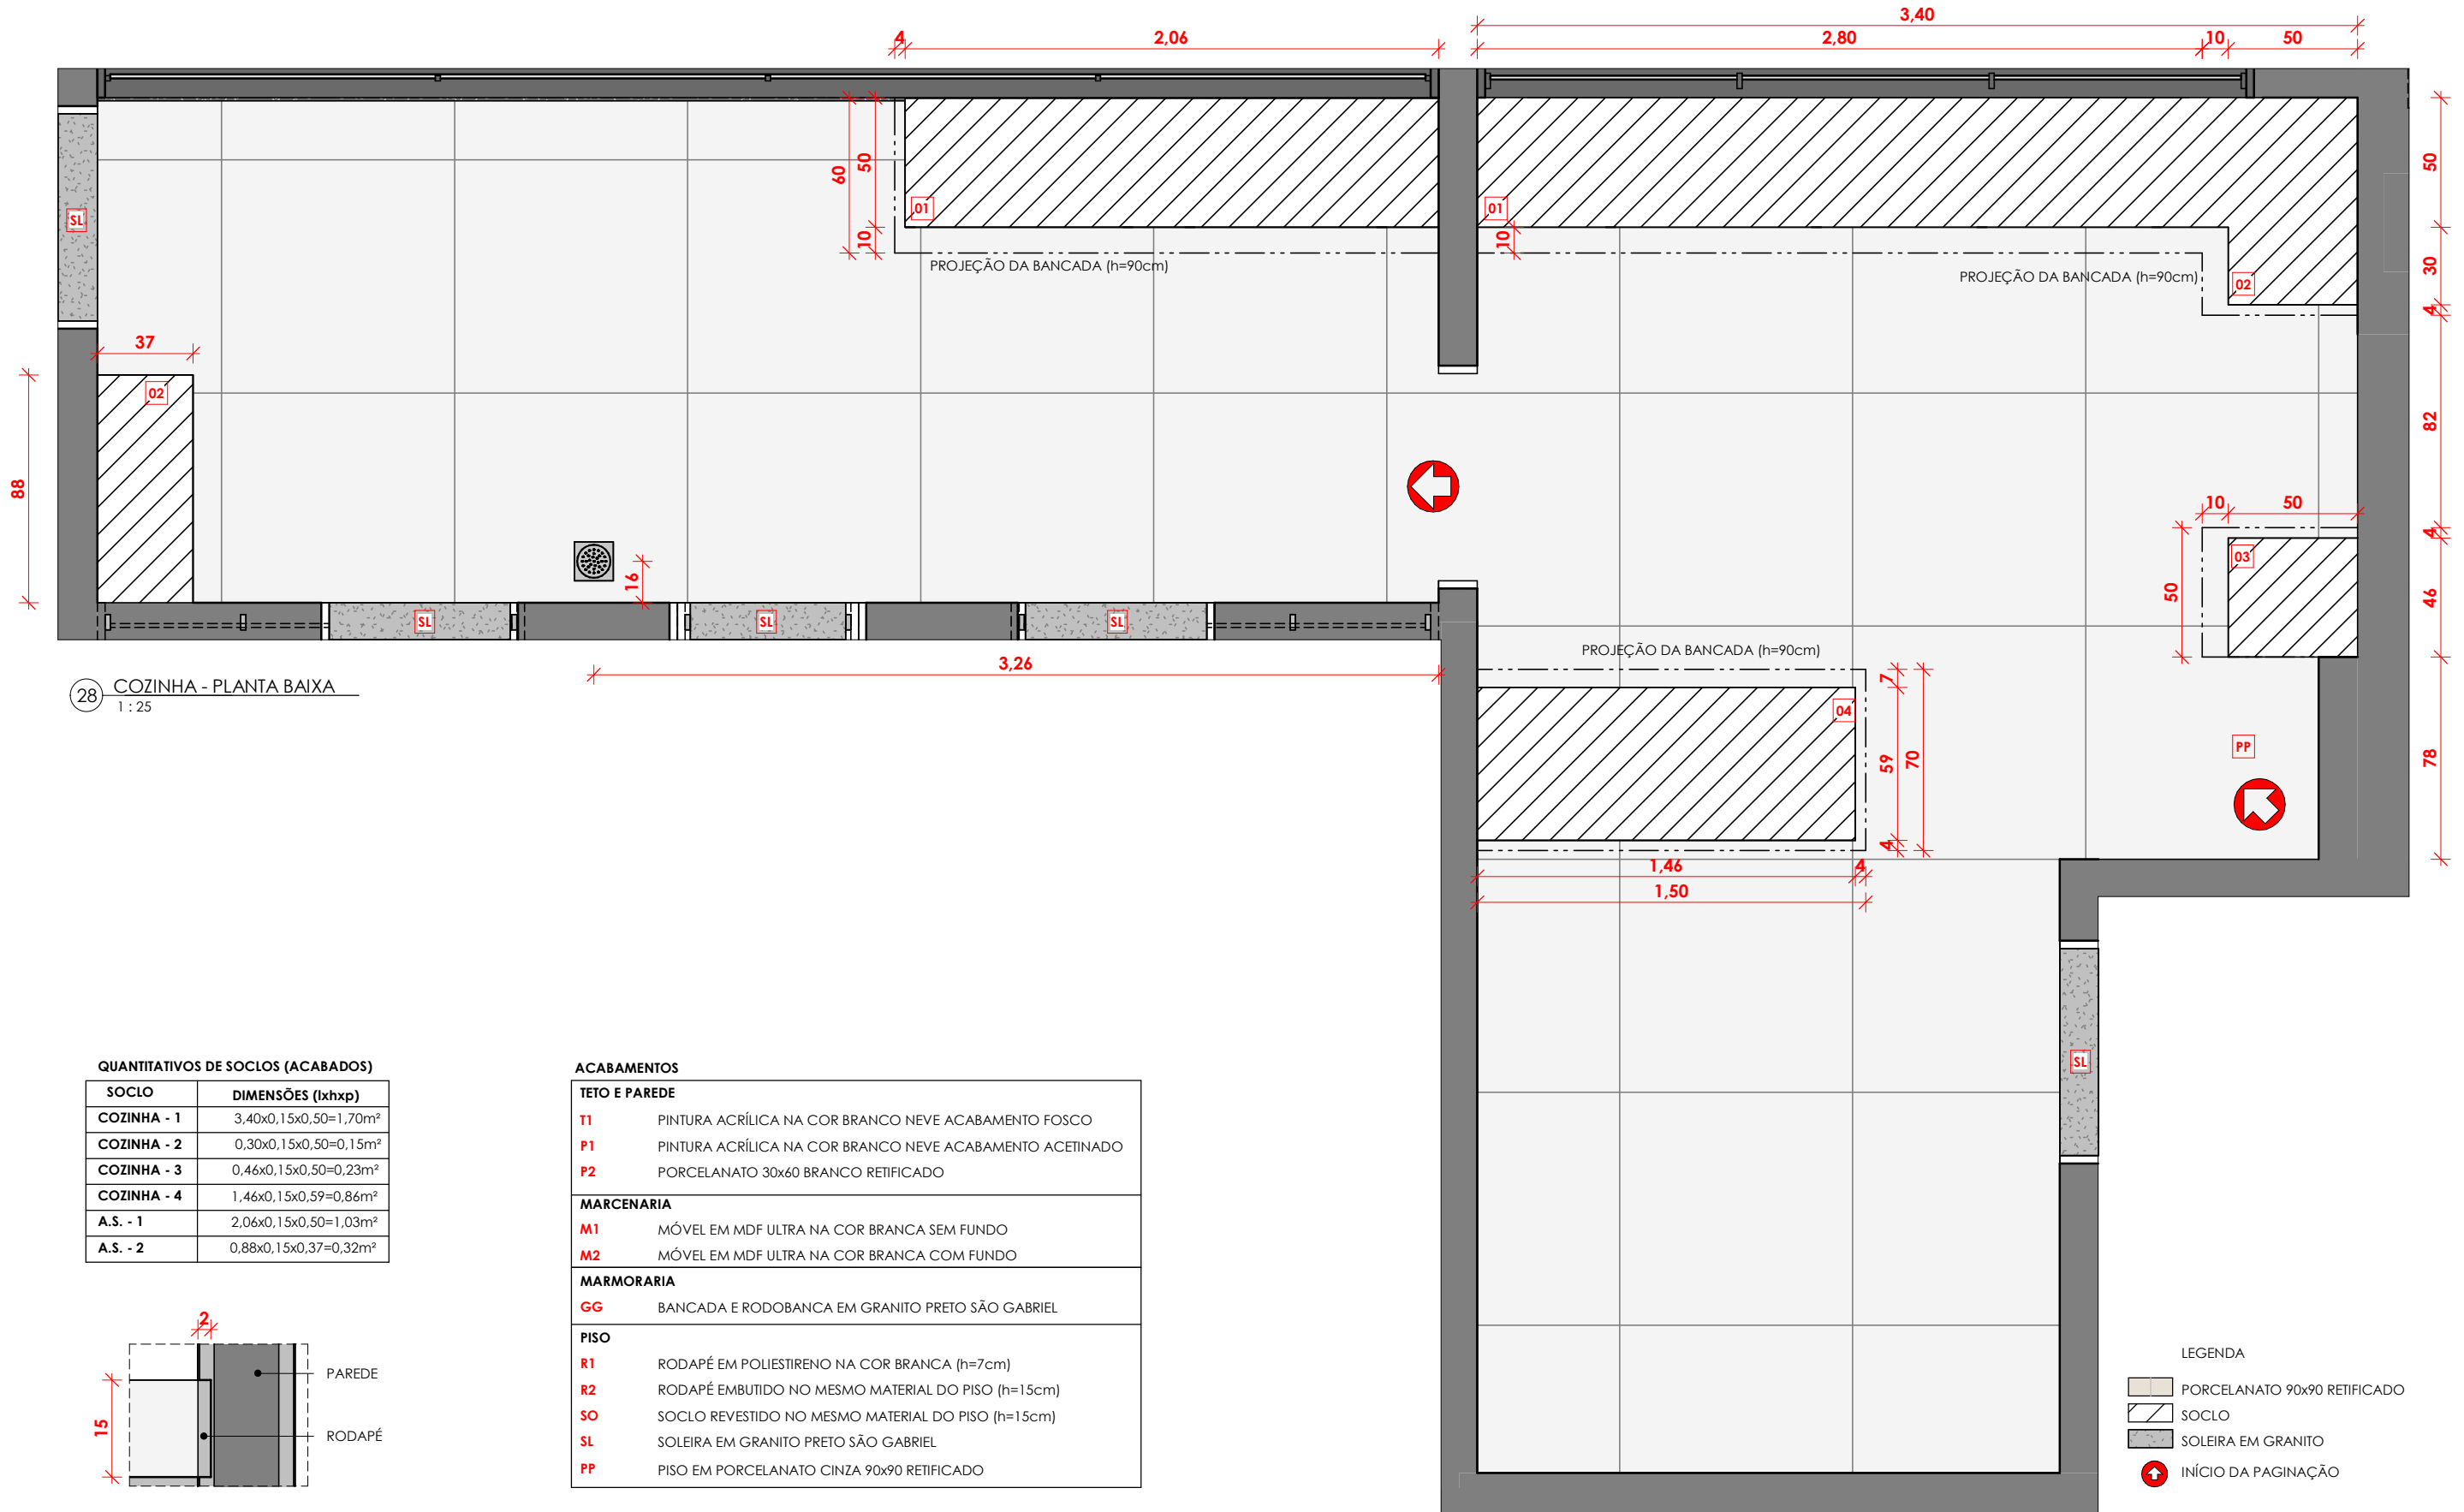 3,40
4
2,06
2,80
10
50
60
50
10
01
PROJEÇÃO DA BANCADA (h=90cm)
01
10
PROJEÇÃO DA BANCADA (h=90cm)
02
50
30
4
82
4
46
78
SL
37
02
88
16
10
50
03
50
SL
SL
SL
3,26
28
COZINHA - PLANTA BAIXA
1 : 25
PROJEÇÃO DA BANCADA (h=90cm)
04
7
59
70
4
PP
1,46
4
1,50
SL
QUANTITATIVOS DE SOCLOS (ACABADOS)
SOCLO DIMENSÕES (lxhxp)
COZINHA - 1 3,40x0,15x0,50=1,70m²
COZINHA - 2 0,30x0,15x0,50=0,15m²
COZINHA - 3 0,46x0,15x0,50=0,23m²
COZINHA - 4 1,46x0,15x0,59=0,86m²
A.S. - 1 2,06x0,15x0,50=1,03m²
A.S. - 2 0,88x0,15x0,37=0,32m²
2
15
PAREDE
RODAPÉ
ACABAMENTOS
TETO E PAREDE
T1 PINTURA ACRÍLICA NA COR BRANCO NEVE ACABAMENTO FOSCO
P1 PINTURA ACRÍLICA NA COR BRANCO NEVE ACABAMENTO ACETINADO
P2 PORCELANATO 30x60 BRANCO RETIFICADO
MARCENARIA
M1 MÓVEL EM MDF ULTRA NA COR BRANCA SEM FUNDO
M2 MÓVEL EM MDF ULTRA NA COR BRANCA COM FUNDO
MARMORARIA
GG BANCADA E RODOBANCA EM GRANITO PRETO SÃO GABRIEL
PISO
R1 RODAPÉ EM POLIESTIRENO NA COR BRANCA (h=7cm)
R2 RODAPÉ EMBUTIDO NO MESMO MATERIAL DO PISO (h=15cm)
SO SOCLO REVESTIDO NO MESMO MATERIAL DO PISO (h=15cm)
SL SOLEIRA EM GRANITO PRETO SÃO GABRIEL
PP PISO EM PORCELANATO CINZA 90x90 RETIFICADO
LEGENDA
PORCELANATO 90x90 RETIFICADO
SOCLO
SOLEIRA EM GRANITO
INÍCIO DA PAGINAÇÃO